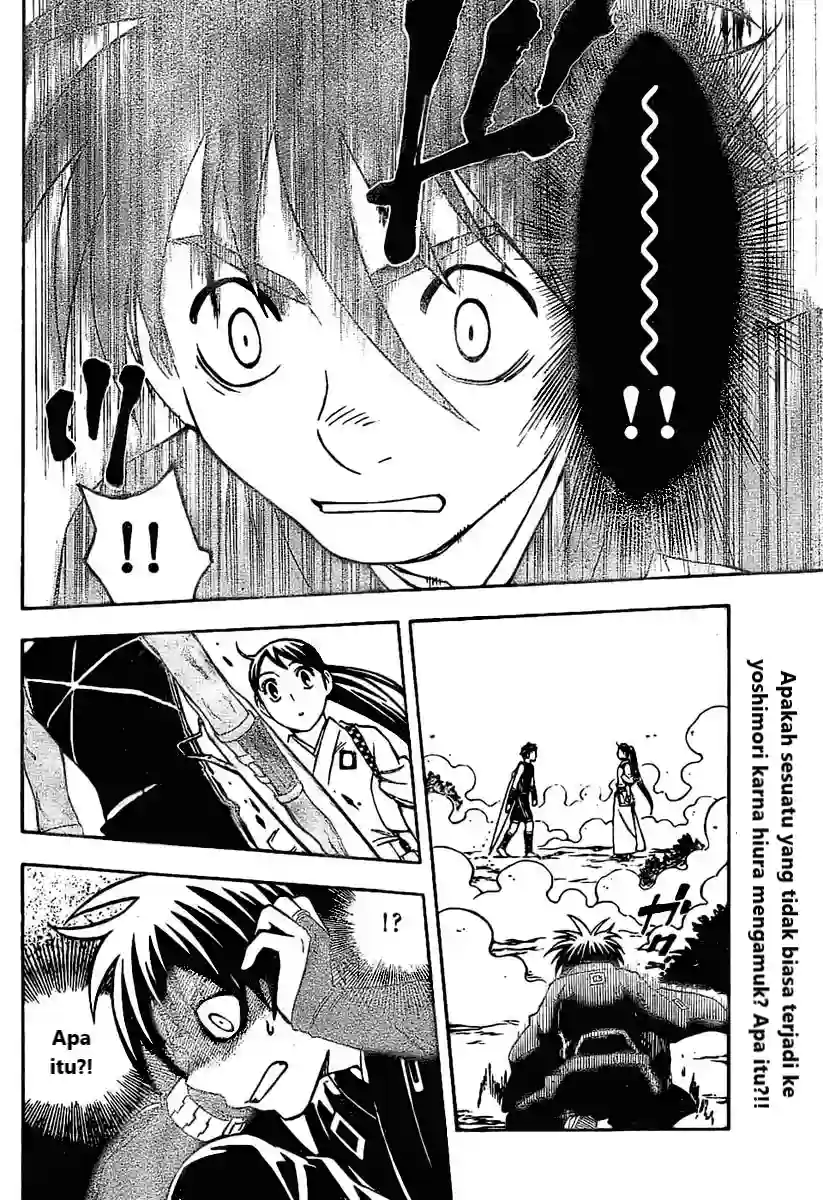 !!
!!
Apakah sesuatu yang tidak biasa terjadi ke
yoshimori karna hiura mengamuk? Apa itu?!!
!?
Apa
itu?!